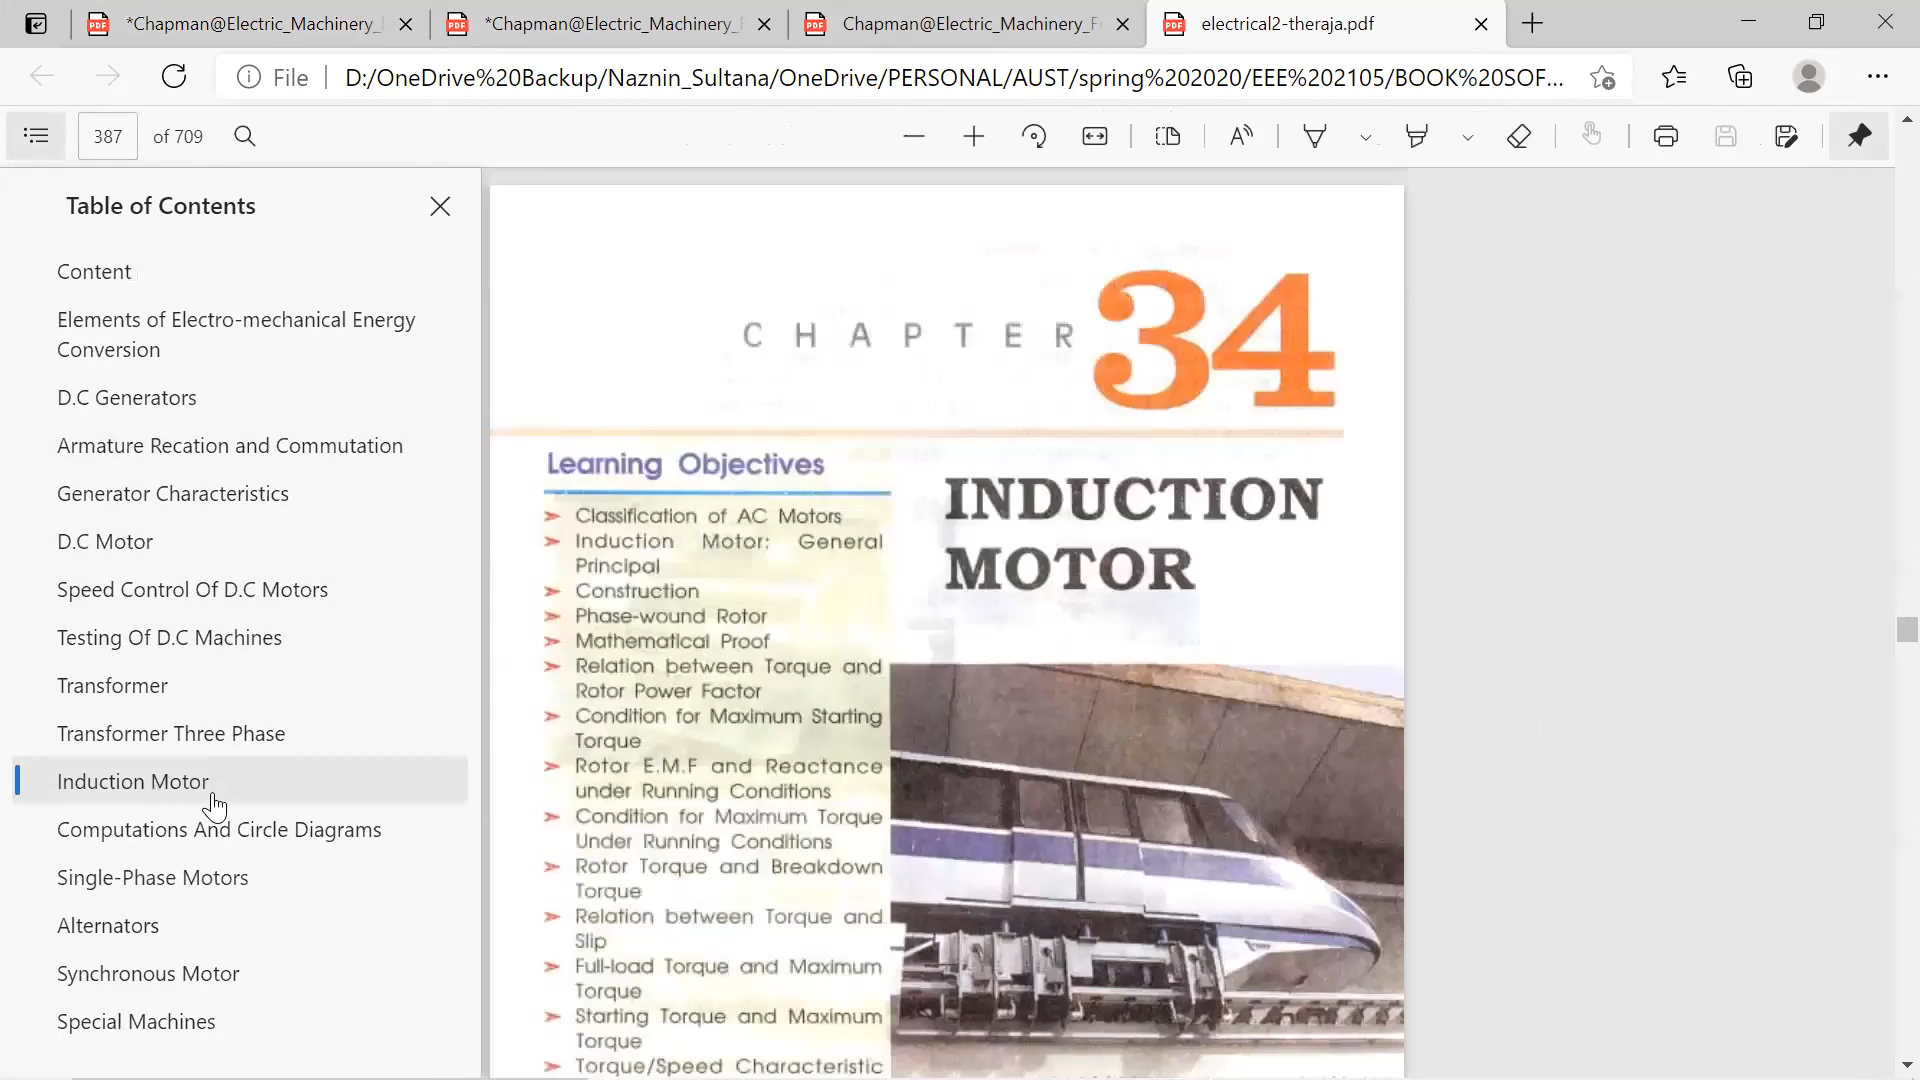 *Chapman@Electric_Machinery_
*Chapman@Electric_Machinery_F
Chapman@Electric_Machinery_F
electrical2-theraja.pdf
File
D:/OneDrive%20Backup/Naznin_Sultana/OneDrive/PERSONAL/AUST/spring%202020/EEE%202105/BOOK%20SOF...
387 of 709
Table of Contents
Content
Elements of Electro-mechanical Energy
Conversion
D.C Generators
Armature Recation and Commutation
Generator Characteristics
D.C Motor
Speed Control Of D.C Motors
Testing Of D.C Machines
Transformer
Transformer Three Phase
Induction Motor
Computations And Circle Diagrams
Single-Phase Motors
Alternators
Synchronous Motor
Special Machines
CHAPTER 34
Learning Objectives
➢ Classification of AC Motors
➢ Induction Motor: General
Principal
➢ Construction
➢ Phase-wound Rotor
➢ Mathematical Proof
➢ Relation between Torque and
Rotor Power Factor
➢ Condition for Maximum Starting
Torque
➢ Rotor E.M.F and Reactance
under Running Conditions
➢ Condition for Maximum Torque
Under Running Conditions
➢ Rotor Torque and Breakdown
Torque
➢ Relation between Torque and
Slip
➢ Full-load Torque and Maximum
Torque
➢ Starting Torque and Maximum
Torque
➢ Torque/Speed Characteristic
INDUCTION
MOTOR